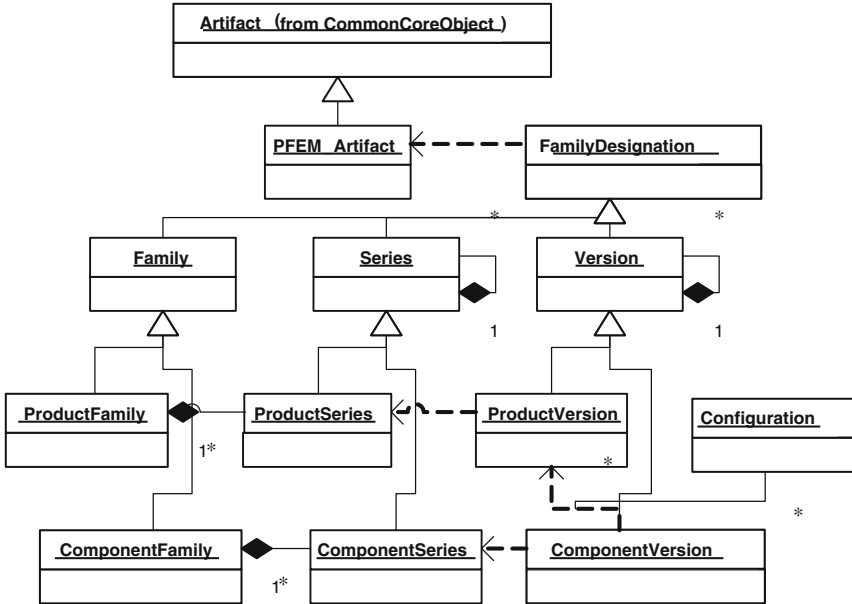 Artifact (from CommonCoreObject )
PFEM_Artifact
FamilyDesignation
*
*
Family
Series
Version
1
1
ProductFamily
ProductSeries
ProductVersion
Configuration
1*
*
*
ComponentFamily
ComponentSeries
ComponentVersion
1*